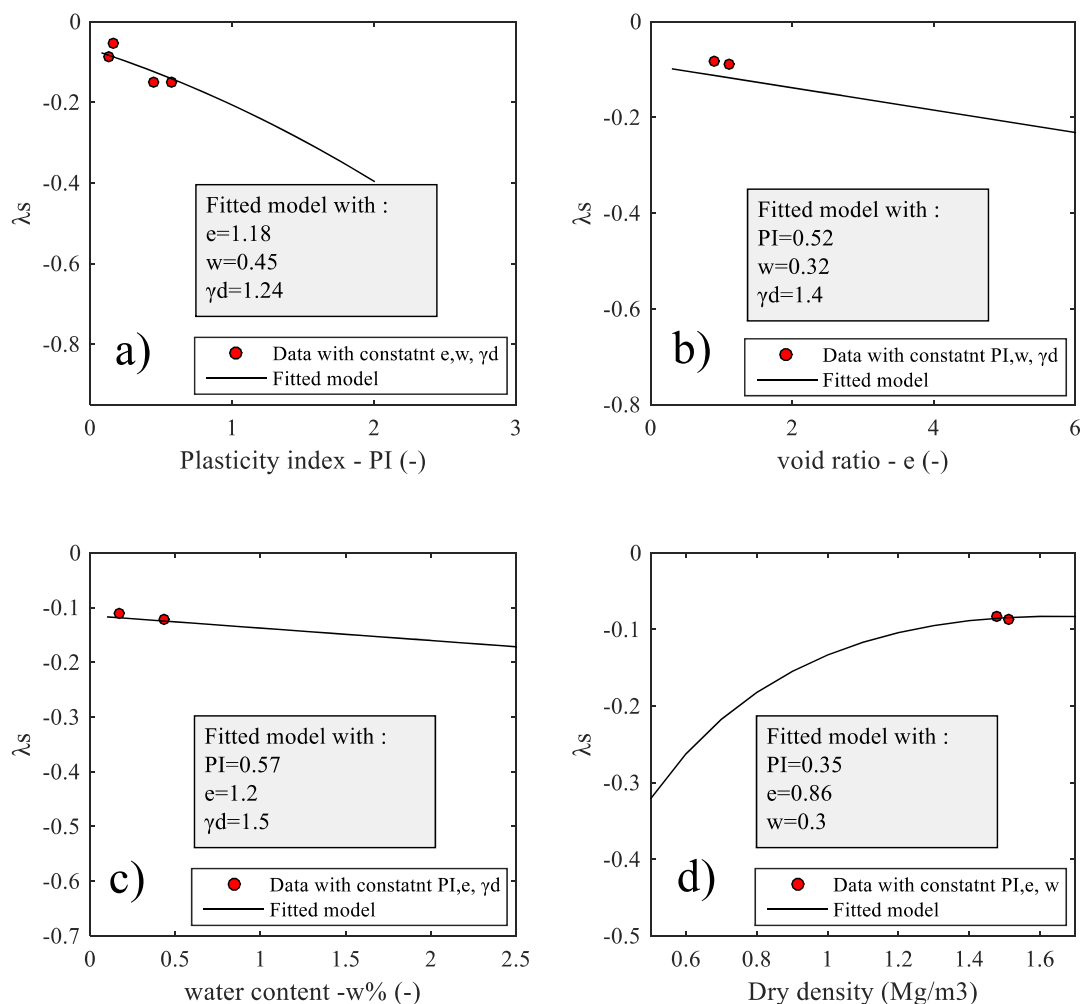 0
-0.2
-0.4
-0.6
-0.8
λs
Fitted model with :
e=1.18
w=0.45
γd=1.24
a)
Data with constatnt e,w, γd
Fitted model
0
1
2
3
Plasticity index - PI (-)
0
-0.2
-0.4
-0.6
-0.8
λs
Fitted model with :
PI=0.52
w=0.32
γd=1.4
b)
Data with constatnt PI,w, γd
Fitted model
0
2
4
6
void ratio - e (-)
0
-0.1
-0.2
-0.3
-0.4
-0.5
-0.6
-0.7
λs
Fitted model with :
PI=0.57
e=1.2
γd=1.5
c)
Data with constatnt PI,e, γd
Fitted model
0
0.5
1
1.5
2
2.5
water content -w% (-)
0
-0.1
-0.2
-0.3
-0.4
-0.5
λs
Fitted model with :
PI=0.35
e=0.86
w=0.3
d)
Data with constatnt PI,e, w
Fitted model
0.6
0.8
1
1.2
1.4
1.6
Dry density (Mg/m3)